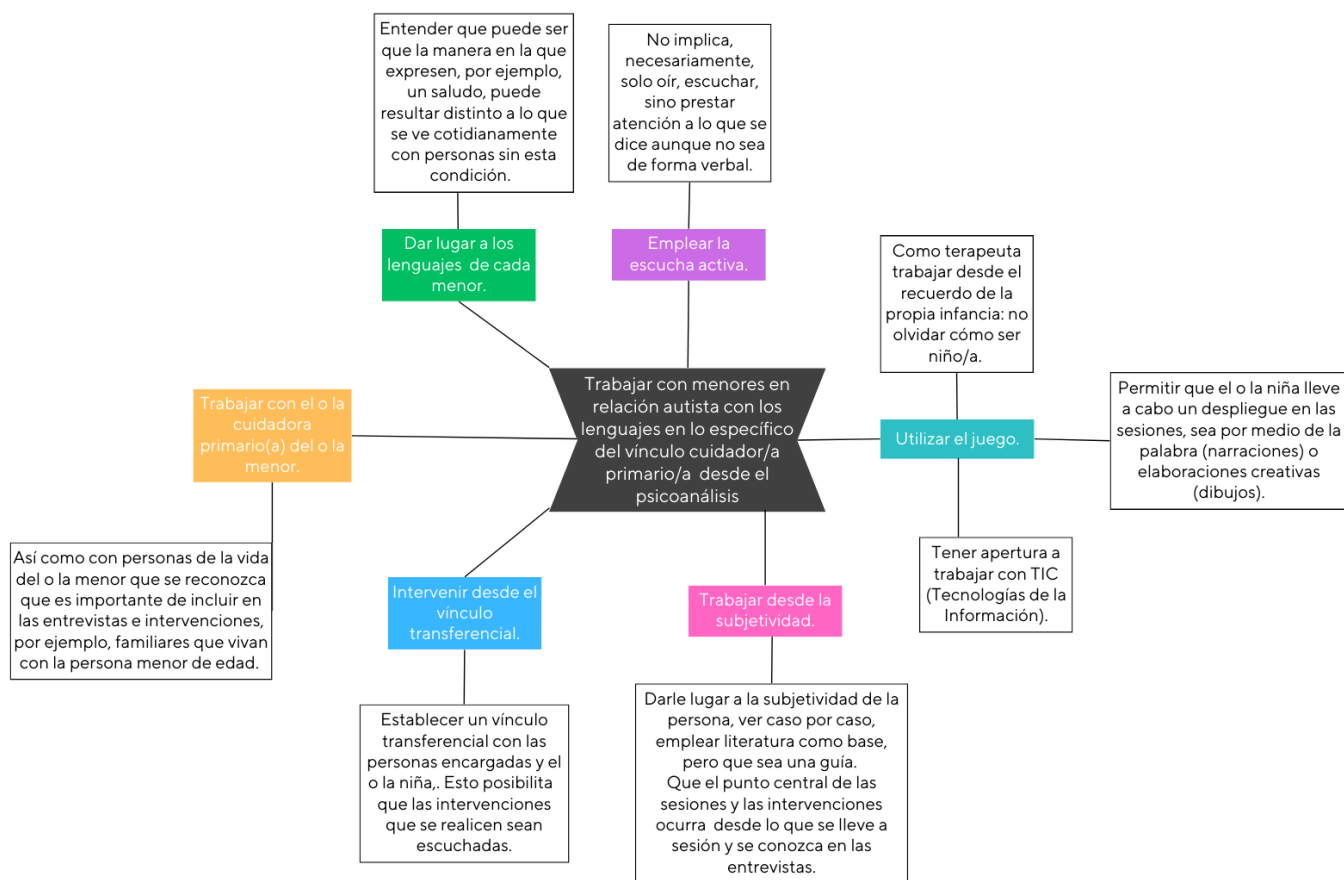 Entender que puede ser
que la manera en la que
expresen, por ejemplo,
un saludo, puede
resultar distinto a lo que
se ve cotidianamente
con personas sin esta
condición.
No implica,
necesariamente,
solo oír, escuchar,
sino prestar
atención a lo que se
dice aunque no sea
de forma verbal.
Dar lugar a los
lenguajes de cada
menor.
Emplear la
escucha activa.
Como terapeuta
trabajar desde el
recuerdo de la
propia infancia: no
olvidar cómo ser
niño/a.
Trabajar con el o la
cuidadora
primario(a) del o la
menor.
Trabajar con menores en
relación autista con los
lenguajes en lo específico
del vínculo cuidador/a
primario/a desde el
psicoanálisis
Utilizar el juego.
Permitir que el o la niña lleve
a cabo un despliegue en las
sesiones, sea por medio de la
palabra (narraciones) o
elaboraciones creativas
(dibujos).
Así como con personas de la vida
del o la menor que se reconozca
que es importante de incluir en
las entrevistas e intervenciones,
por ejemplo, familiares que vivan
con la persona menor de edad.
Intervenir desde el
vínculo
transferencial.
Trabajar desde la
subjetividad.
Tener apertura a
trabajar con TIC
(Tecnologías de la
Información).
Establecer un vínculo
transferencial con las
personas encargadas y el
o la niña,. Esto posibilita
que las intervenciones
que se realicen sean
escuchadas.
Darle lugar a la subjetividad de la
persona, ver caso por caso,
emplear literatura como base,
pero que sea una guía.
Que el punto central de las
sesiones y las intervenciones
ocurra desde lo que se lleve a
sesión y se conozca en las
entrevistas.